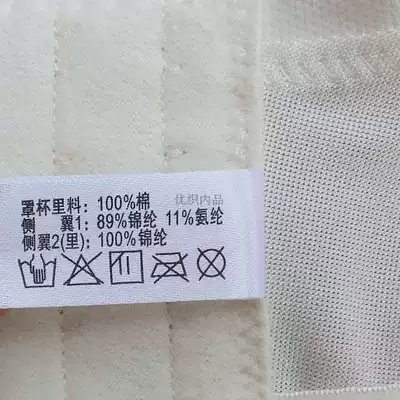 罩杯里料：100%棉
优织内品
侧　翼1：89%锦纶 11%氨纶
侧翼2(里)：100%锦纶